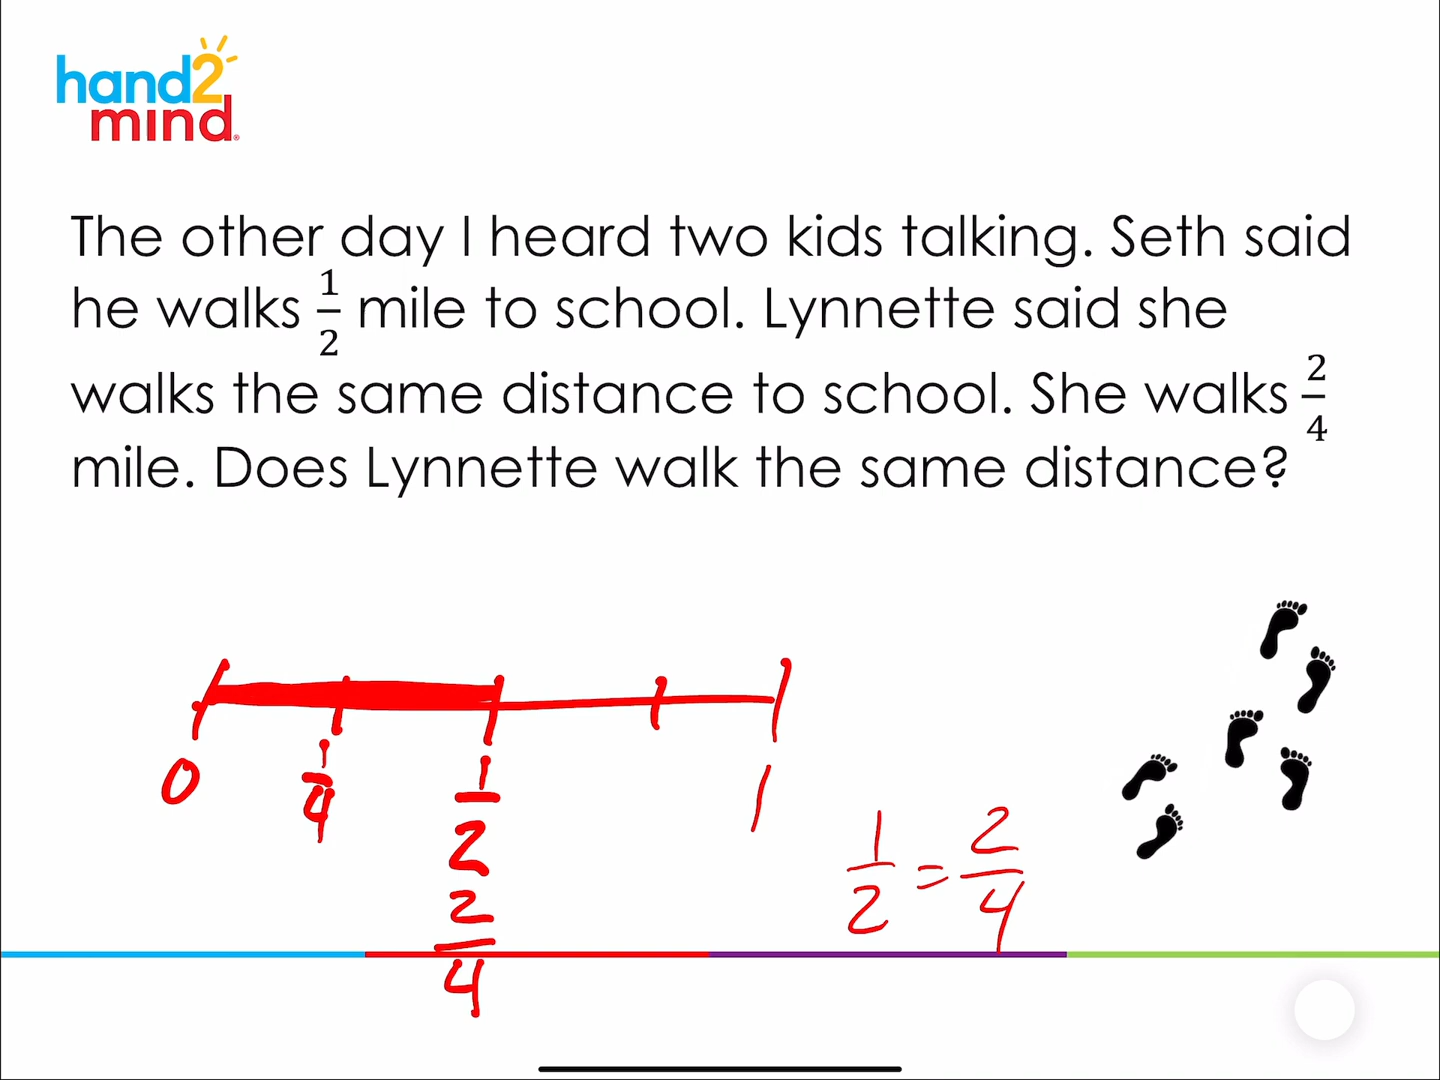 hand2
mind®
The other day I heard two kids talking. Seth said
he walks 1/2 mile to school. Lynnette said she
walks the same distance to school. She walks 2/4
mile. Does Lynnette walk the same distance?
0 1/4 1/2 1
2/4
1/2 = 2/4